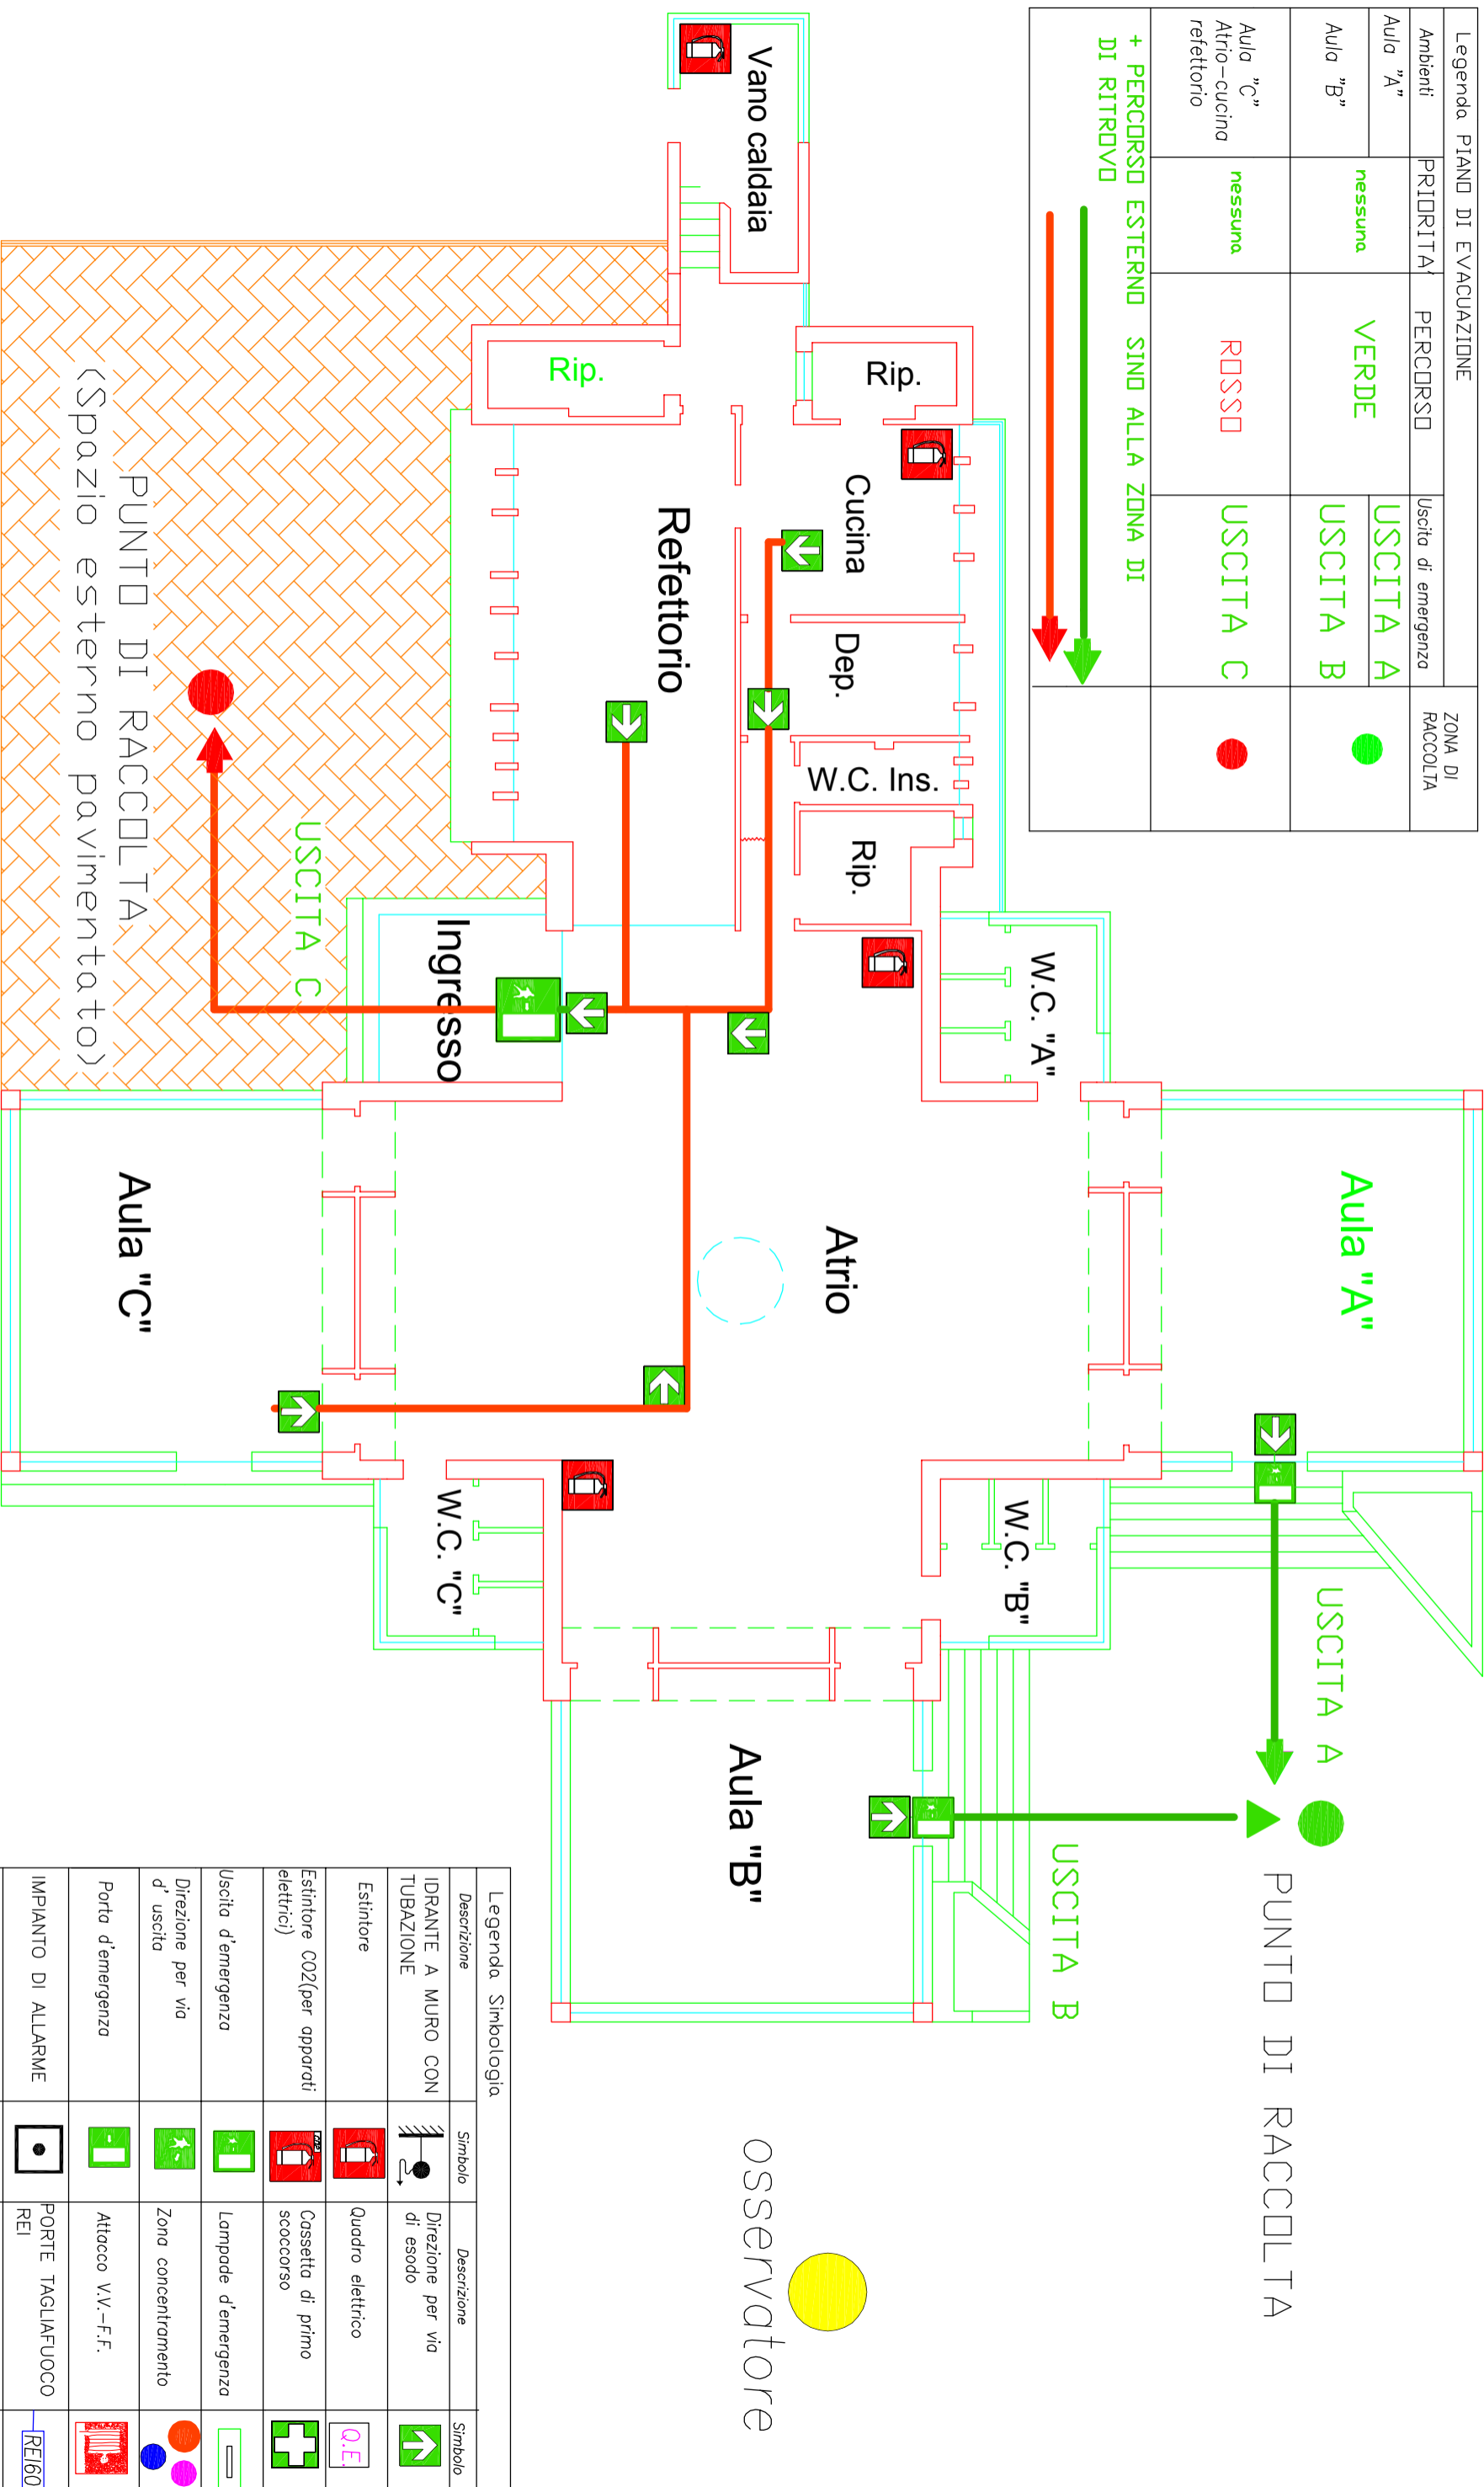 Legenda PIANO DI EVACUAZIONE
Ambienti PRIORITA' PERCORSO Uscita di emergenza ZONA DI
RACCOLTA
Aula "A" USCITA A
Aula "B" nessuna VERDE USCITA B
Aula "C"
Atrio-cucina
refettorio
nessuna ROSSO USCITA C
+ PERCORSO ESTERNO SINO ALLA ZONA DI
DI RITROVO
Aula "A"
USCITA A
PUNTO DI RACCOLTA
W.C. "A"
W.C. "B"
USCITA B
Rip.
Cucina
Dep.
W.C. Ins.
Rip.
Atrio
Vano caldaia
Aula "B"
osservatore
Refettorio
Rip.
Ingresso
W.C. "C"
USCITA C
Aula "C"
PUNTO DI RACCOLTA
(Spazio esterno pavimentato)
Legenda Simbologia
Descrizione Simbolo Descrizione Simbolo
IDRANTE A MURO CON
TUBAZIONE
Direzione per via
di esodo
Estintore
Quadro elettrico
Q.E.
Estintore CO2(per apparati
elettrici)
CO2
Cassetta di primo
scoccorso
Uscita d'emergenza
Lampade d'emergenza
Direzione per via
d' uscita
Zona concentramento
Porta d'emergenza
Attacco V.V.-F.F.
IMPIANTO DI ALLARME
PORTE TAGLIAFUOCO
REI
REI60